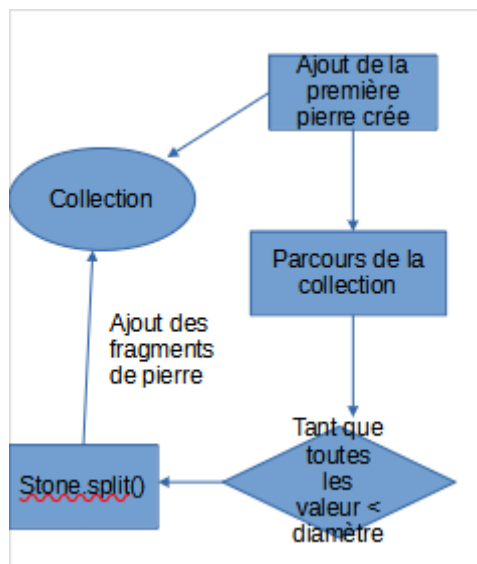 Ajout de la
première
pierre crée
Collection
Parcours de la
collection
Ajout des
fragments
de pierre
Tant que
toutes
les
valeur <
diamètre
Stone.split()